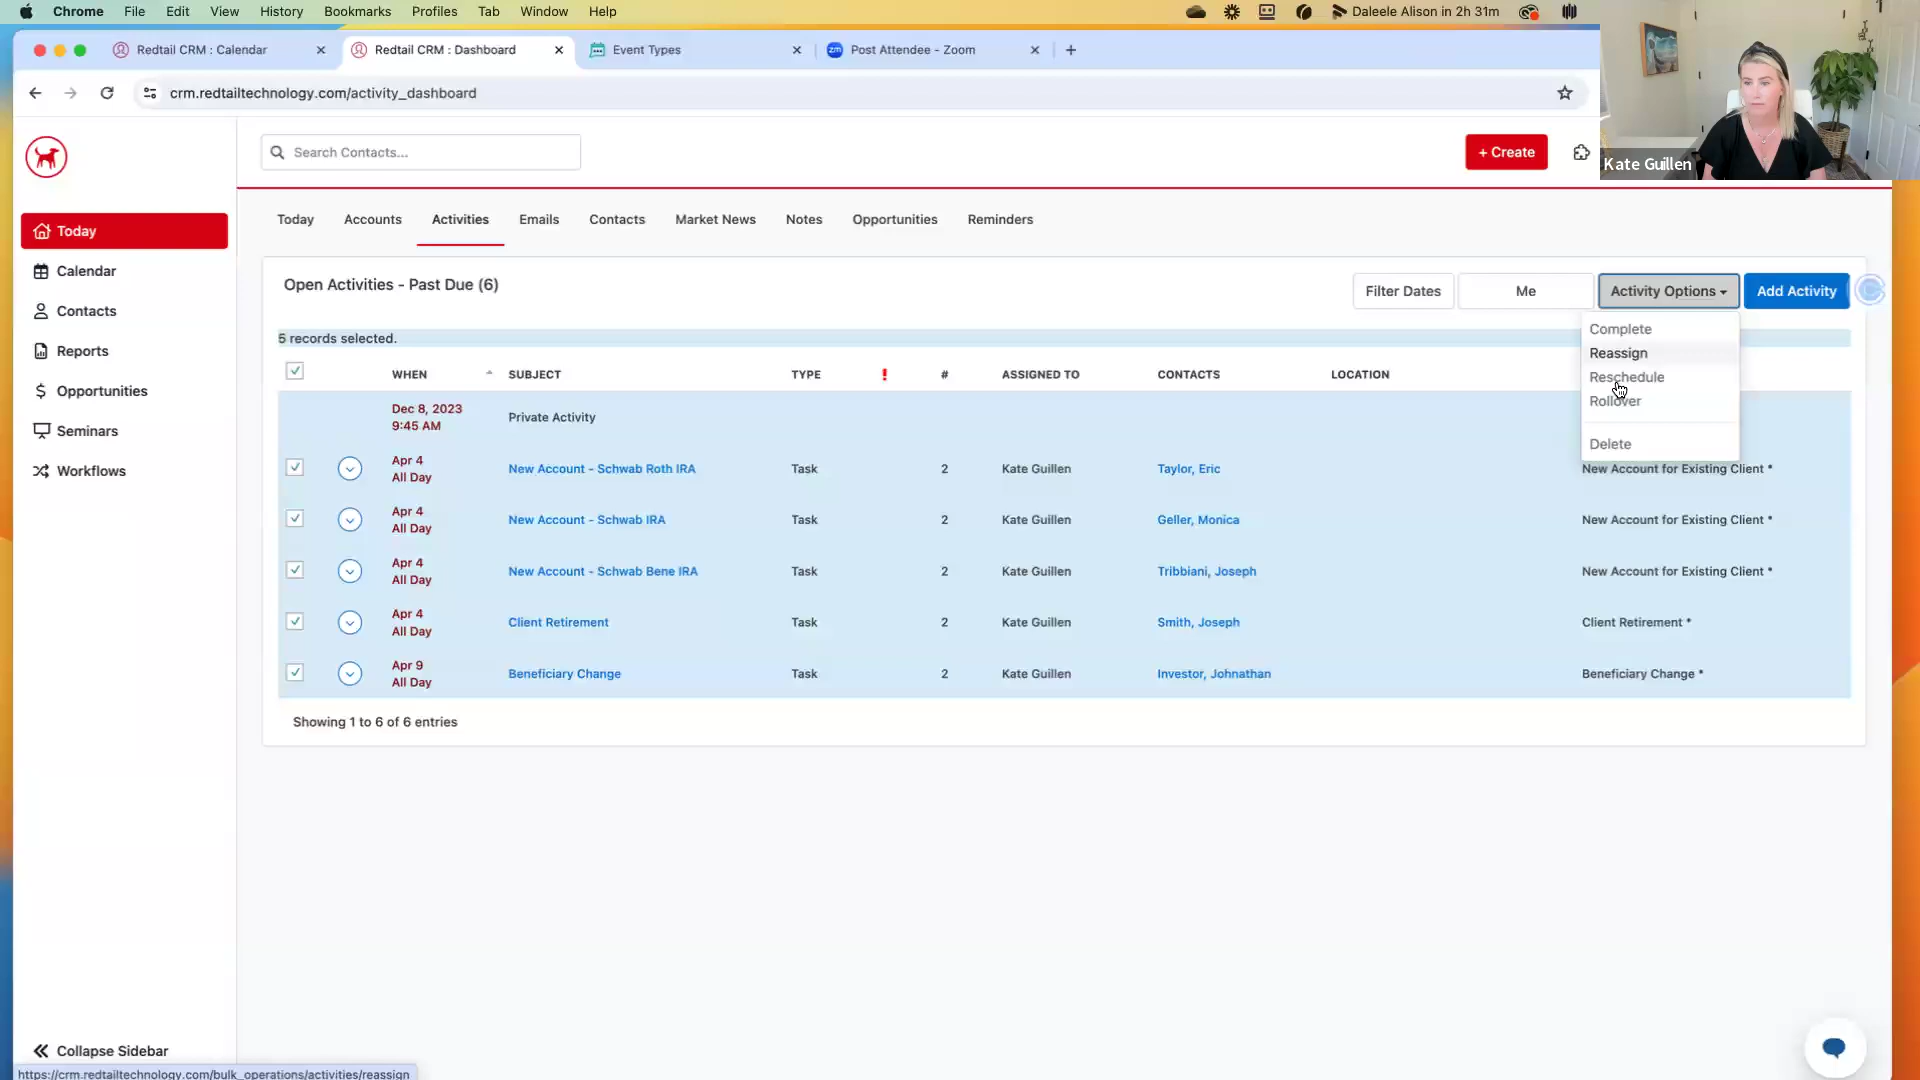 Chrome File Edit View History Bookmarks Profiles Tab Window Help Daleele Alison in 2h 31m
Redtail CRM : Calendar Redtail CRM : Dashboard Event Types zm Post Attendee - Zoom
crm.redtailtechnology.com/activity_dashboard
Search Contacts... + Create
Kate Guillen
Today
Calendar
Contacts
Reports
Opportunities
Seminars
Workflows
Today Accounts Activities Emails Contacts Market News Notes Opportunities Reminders
Open Activities - Past Due (6) Filter Dates Me Activity Options Add Activity
Complete
Reassign
Reschedule
Rollover
Delete
5 records selected.
WHEN SUBJECT TYPE ! # ASSIGNED TO CONTACTS LOCATION
Dec 8, 2023
9:45 AM
Private Activity
Apr 4
All Day
New Account - Schwab Roth IRA Task 2 Kate Guillen Taylor, Eric New Account for Existing Client *
Apr 4
All Day
New Account - Schwab IRA Task 2 Kate Guillen Geller, Monica New Account for Existing Client *
Apr 4
All Day
New Account - Schwab Bene IRA Task 2 Kate Guillen Tribbiani, Joseph New Account for Existing Client *
Apr 4
All Day
Client Retirement Task 2 Kate Guillen Smith, Joseph Client Retirement *
Apr 9
All Day
Beneficiary Change Task 2 Kate Guillen Investor, Johnathan Beneficiary Change *
Showing 1 to 6 of 6 entries
Collapse Sidebar
https://crm.redtailtechnology.com/bulk_operations/activities/reassign